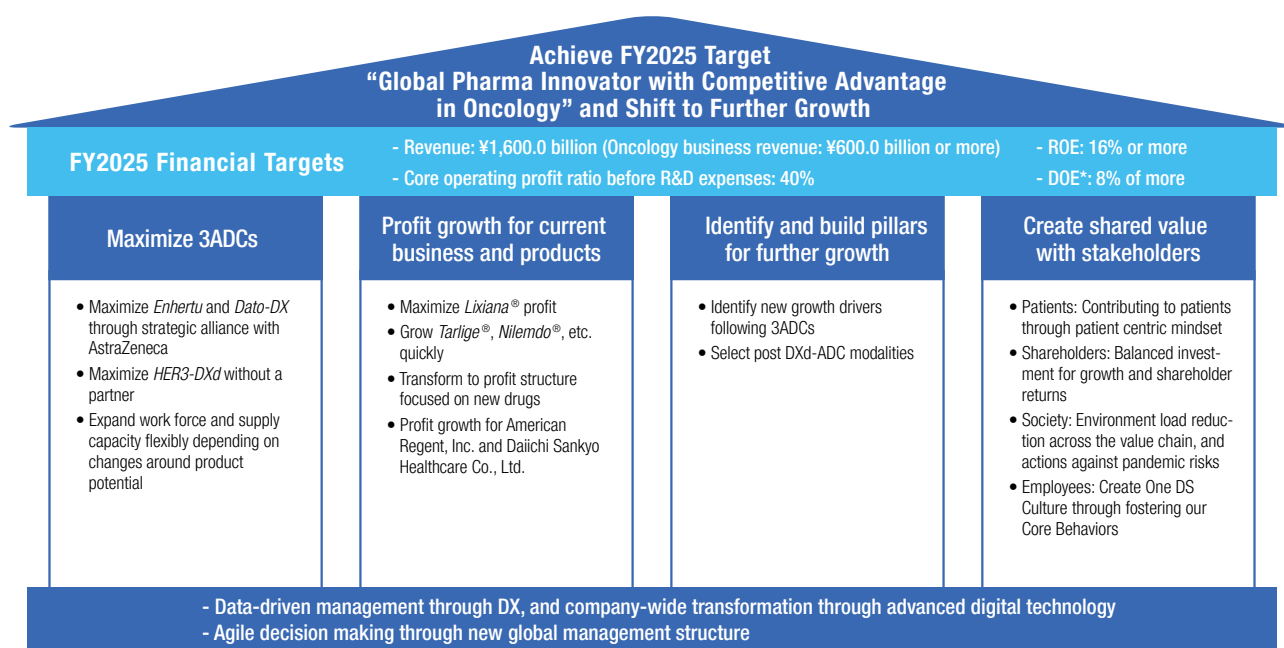 Achieve FY2025 Target
“Global Pharma Innovator with Competitive Advantage
in Oncology” and Shift to Further Growth
FY2025 Financial Targets
- Revenue: ¥1,600.0 billion (Oncology business revenue: ¥600.0 billion or more)
- Core operating profit ratio before R&D expenses: 40%
- ROE: 16% or more
- DOE*: 8% of more
Maximize 3ADCs
• Maximize Enhertu and Dato-DX
through strategic alliance with
AstraZeneca
• Maximize HER3-DXd without a
partner
• Expand work force and supply
capacity flexibly depending on
changes around product
potential
Profit growth for current
business and products
• Maximize Lixiana® profit
• Grow Tarlige®, Nilemdo®, etc.
quickly
• Transform to profit structure
focused on new drugs
• Profit growth for American
Regent, Inc. and Daiichi Sankyo
Healthcare Co., Ltd.
Identify and build pillars
for further growth
• Identify new growth drivers
following 3ADCs
• Select post DXd-ADC modalities
Create shared value
with stakeholders
• Patients: Contributing to patients
through patient centric mindset
• Shareholders: Balanced invest-
ment for growth and shareholder
returns
• Society: Environment load reduc-
tion across the value chain, and
actions against pandemic risks
• Employees: Create One DS
Culture through fostering our
Core Behaviors
- Data-driven management through DX, and company-wide transformation through advanced digital technology
- Agile decision making through new global management structure